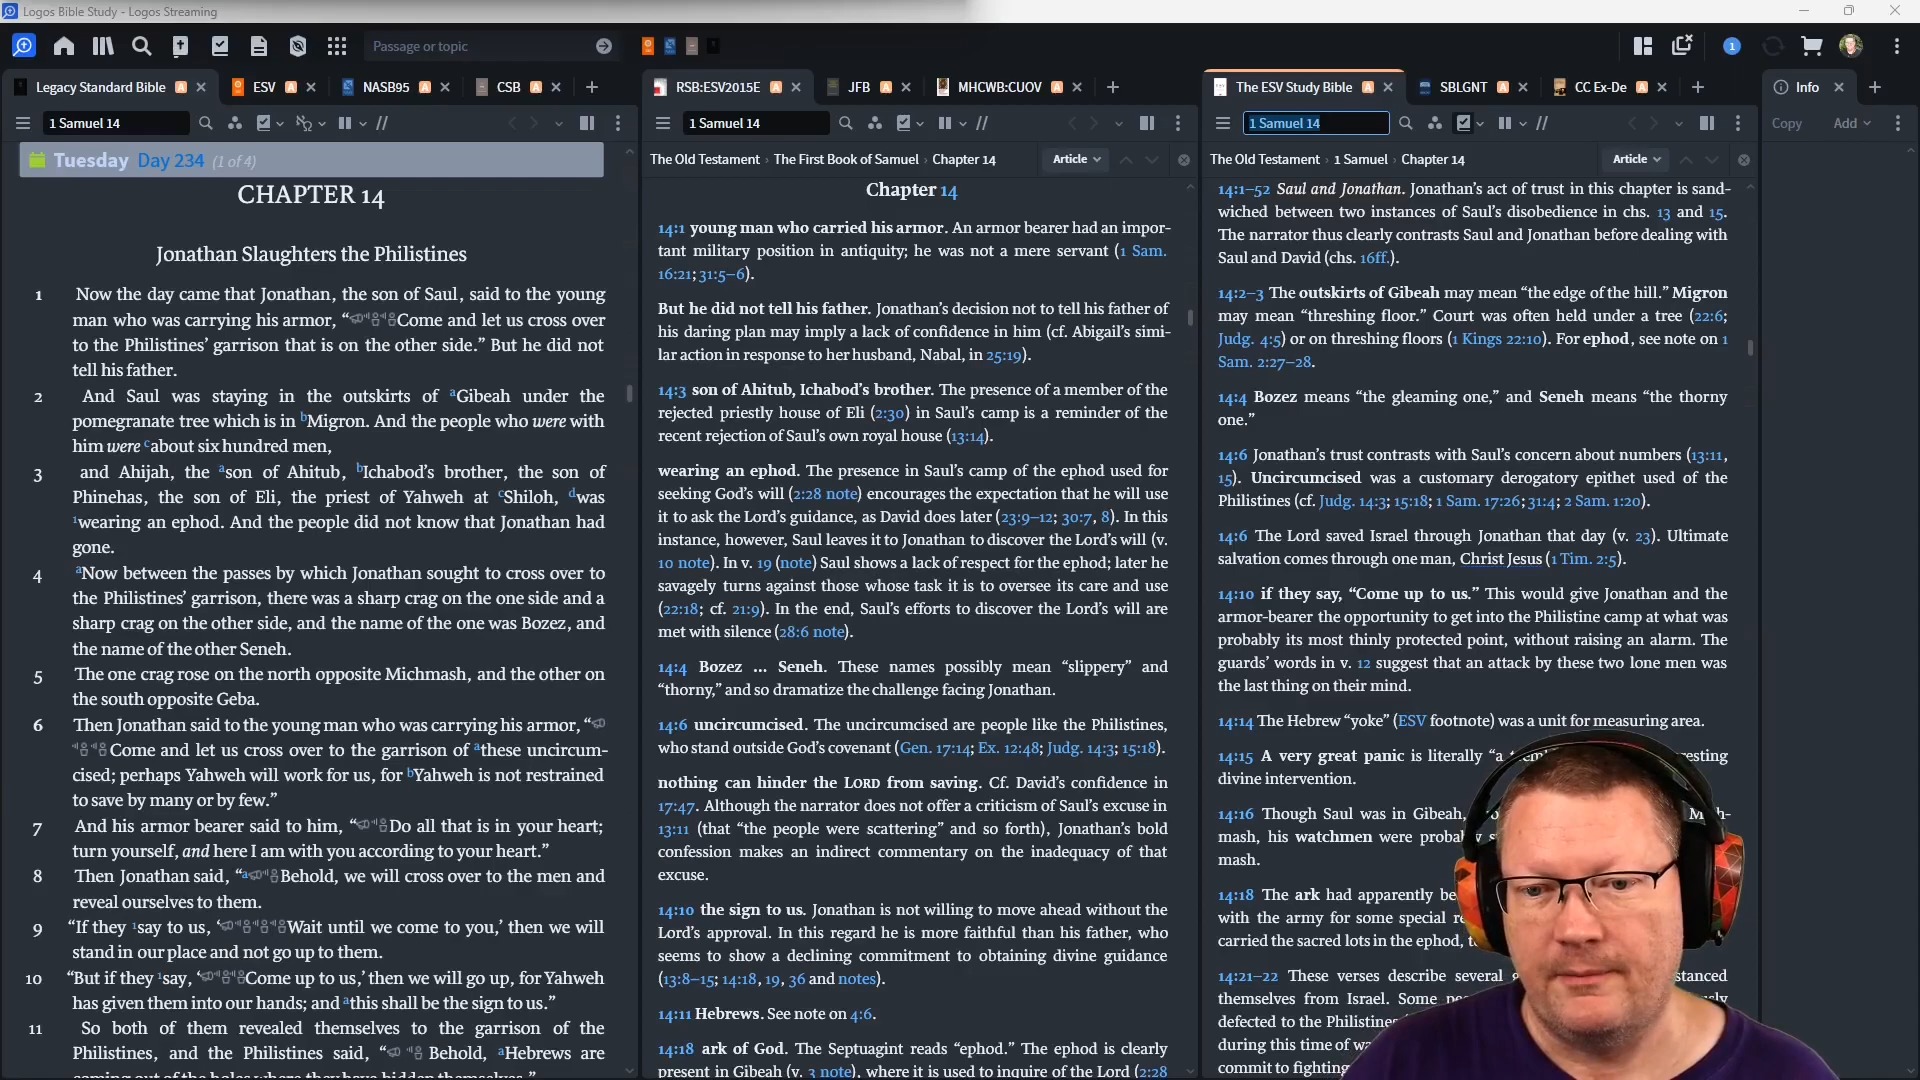 Logos Bible Study - Logos Streaming
Passage or topic
1
Legacy Standard Bible A
ESV A
NASB95 A
CSB A
1 Samuel 14
Tuesday Day 234 (1 of 4)
CHAPTER 14
Jonathan Slaughters the Philistines
1 Now the day came that Jonathan, the son of Saul, said to the young
man who was carrying his armor, “Come and let us cross over
to the Philistines’ garrison that is on the other side.” But he did not
tell his father.
2 And Saul was staying in the outskirts of aGibeah under the
pomegranate tree which is in bMigron. And the people who were with
him were cabout six hundred men,
3 and Ahijah, the ason of Ahitub, bIchabod’s brother, the son of
Phinehas, the son of Eli, the priest of Yahweh at cShiloh, dwas
1wearing an ephod. And the people did not know that Jonathan had
gone.
4 aNow between the passes by which Jonathan sought to cross over to
the Philistines’ garrison, there was a sharp crag on the one side and a
sharp crag on the other side, and the name of the one was Bozez, and
the name of the other Seneh.
5 The one crag rose on the north opposite Michmash, and the other on
the south opposite Geba.
6 Then Jonathan said to the young man who was carrying his armor, “
Come and let us cross over to the garrison of athese uncircum-
cised; perhaps Yahweh will work for us, for bYahweh is not restrained
to save by many or by few.”
7 And his armor bearer said to him, “Do all that is in your heart;
turn yourself, and here I am with you according to your heart.”
8 Then Jonathan said, “aBehold, we will cross over to the men and
reveal ourselves to them.
9 “If they 1say to us, ‘Wait until we come to you,’ then we will
stand in our place and not go up to them.
10 “But if they 1say, ‘Come up to us,’ then we will go up, for Yahweh
has given them into our hands; and athis shall be the sign to us.”
11 So both of them revealed themselves to the garrison of the
Philistines, and the Philistines said, “Behold, aHebrews are
coming out of the holes where they have hidden themselves.”
RSB:ESV2015E A
JFB A
MHCWB:CUOV A
1 Samuel 14
The Old Testament › The First Book of Samuel › Chapter 14
Article
Chapter 14
14:1 young man who carried his armor. An armor bearer had an impor-
tant military position in antiquity; he was not a mere servant (1 Sam.
16:21; 31:5–6).
But he did not tell his father. Jonathan’s decision not to tell his father of
his daring plan may imply a lack of confidence in him (cf. Abigail’s simi-
lar action in response to her husband, Nabal, in 25:19).
14:3 son of Ahitub, Ichabod’s brother. The presence of a member of the
rejected priestly house of Eli (2:30) in Saul’s camp is a reminder of the
recent rejection of Saul’s own royal house (13:14).
wearing an ephod. The presence in Saul’s camp of the ephod used for
seeking God’s will (2:28 note) encourages the expectation that he will use
it to ask the Lord’s guidance, as David does later (23:9–12; 30:7, 8). In this
instance, however, Saul leaves it to Jonathan to discover the Lord’s will (v.
10 note). In v. 19 (note) Saul shows a lack of respect for the ephod; later he
savagely turns against those whose task it is to oversee its care and use
(22:18; cf. 21:9). In the end, Saul’s efforts to discover the Lord’s will are
met with silence (28:6 note).
14:4 Bozez ... Seneh. These names possibly mean “slippery” and
“thorny,” and so dramatize the challenge facing Jonathan.
14:6 uncircumcised. The uncircumcised are people like the Philistines,
who stand outside God’s covenant (Gen. 17:14; Ex. 12:48; Judg. 14:3; 15:18).
nothing can hinder the LORD from saving. Cf. David’s confidence in
17:47. Although the narrator does not offer a criticism of Saul’s excuse in
13:11 (that “the people were scattering” and so forth), Jonathan’s bold
confession makes an indirect commentary on the inadequacy of that
excuse.
14:10 the sign to us. Jonathan is not willing to move ahead without the
Lord’s approval. In this regard he is more faithful than his father, who
seems to show a declining commitment to obtaining divine guidance
(13:8–15; 14:18, 19, 36 and notes).
14:11 Hebrews. See note on 4:6.
14:18 ark of God. The Septuagint reads “ephod.” The ephod is clearly
present in Gibeah (v. 3 note), where it is used to inquire of the Lord (2:28
The ESV Study Bible A
SBLGNT A
CC Ex-De A
1 Samuel 14
The Old Testament › 1 Samuel › Chapter 14
Article
14:1–52 Saul and Jonathan. Jonathan’s act of trust in this chapter is sand-
wiched between two instances of Saul’s disobedience in chs. 13 and 15.
The narrator thus clearly contrasts Saul and Jonathan before dealing with
Saul and David (chs. 16ff.).
14:2–3 The outskirts of Gibeah may mean “the edge of the hill.” Migron
may mean “threshing floor.” Court was often held under a tree (22:6;
Judg. 4:5) or on threshing floors (1 Kings 22:10). For ephod, see note on 1
Sam. 2:27–28.
14:4 Bozez means “the gleaming one,” and Seneh means “the thorny
one.”
14:6 Jonathan’s trust contrasts with Saul’s concern about numbers (13:11,
15). Uncircumcised was a customary derogatory epithet used of the
Philistines (cf. Judg. 14:3; 15:18; 1 Sam. 17:26; 31:4; 2 Sam. 1:20).
14:6 The Lord saved Israel through Jonathan that day (v. 23). Ultimate
salvation comes through one man, Christ Jesus (1 Tim. 2:5).
14:10 if they say, “Come up to us.” This would give Jonathan and the
armor-bearer the opportunity to get into the Philistine camp at what was
probably its most thinly protected point, without raising an alarm. The
guards’ words in v. 12 suggest that an attack by these two lone men was
the last thing on their mind.
14:14 The Hebrew “yoke” (ESV footnote) was a unit for measuring area.
14:15 A very great panic is literally “a
divine intervention.
14:16 Though Saul was in Gibeah,
mash, his watchmen were
mash.
14:18 The ark had apparently
with the army for some special
carried the sacred lots in the ephod,
14:21–22 These verses describe several
themselves from Israel. Some
defected to the Philistines
during this time of
commit to fighting
Info
Copy Add